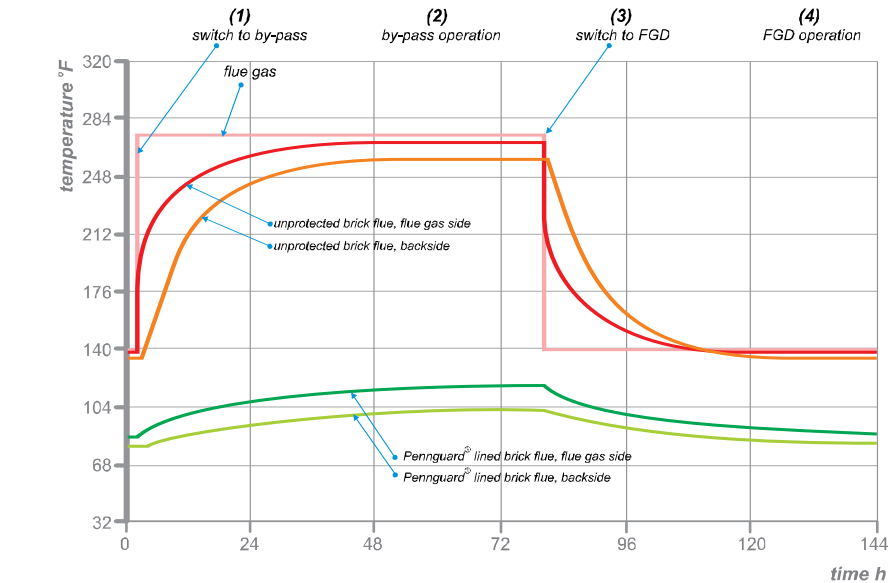 (1)
switch to by-pass
(2)
by-pass operation
(3)
switch to FGD
(4)
FGD operation
flue gas
temperature °F
320
284
248
212
176
140
104
68
32
unprotected brick flue, flue gas side
unprotected brick flue, backside
Pennguard® lined brick flue, flue gas side
Pennguard® lined brick flue, backside
0
24
48
72
96
120
144
time h